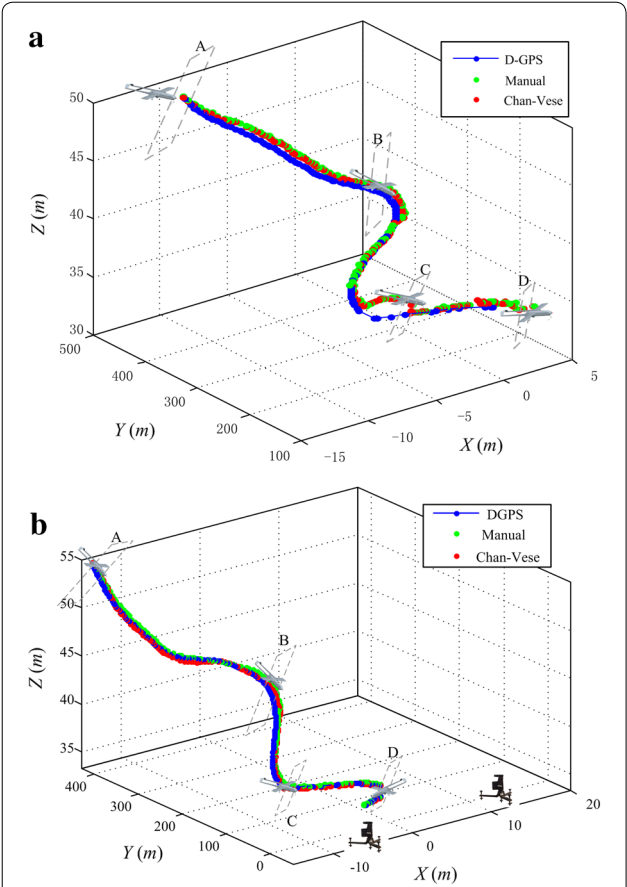 a
D-GPS
Manual
Chan-Vese
A
B
C
D
50
45
40
35
30
Z (m)
500
400
300
200
100
Y (m)
-15
-10
-5
0
5
X (m)
b
DGPS
Manual
Chan-Vese
A
B
C
D
55
50
45
40
35
Z (m)
400
300
200
100
0
Y (m)
-10
0
10
20
X (m)